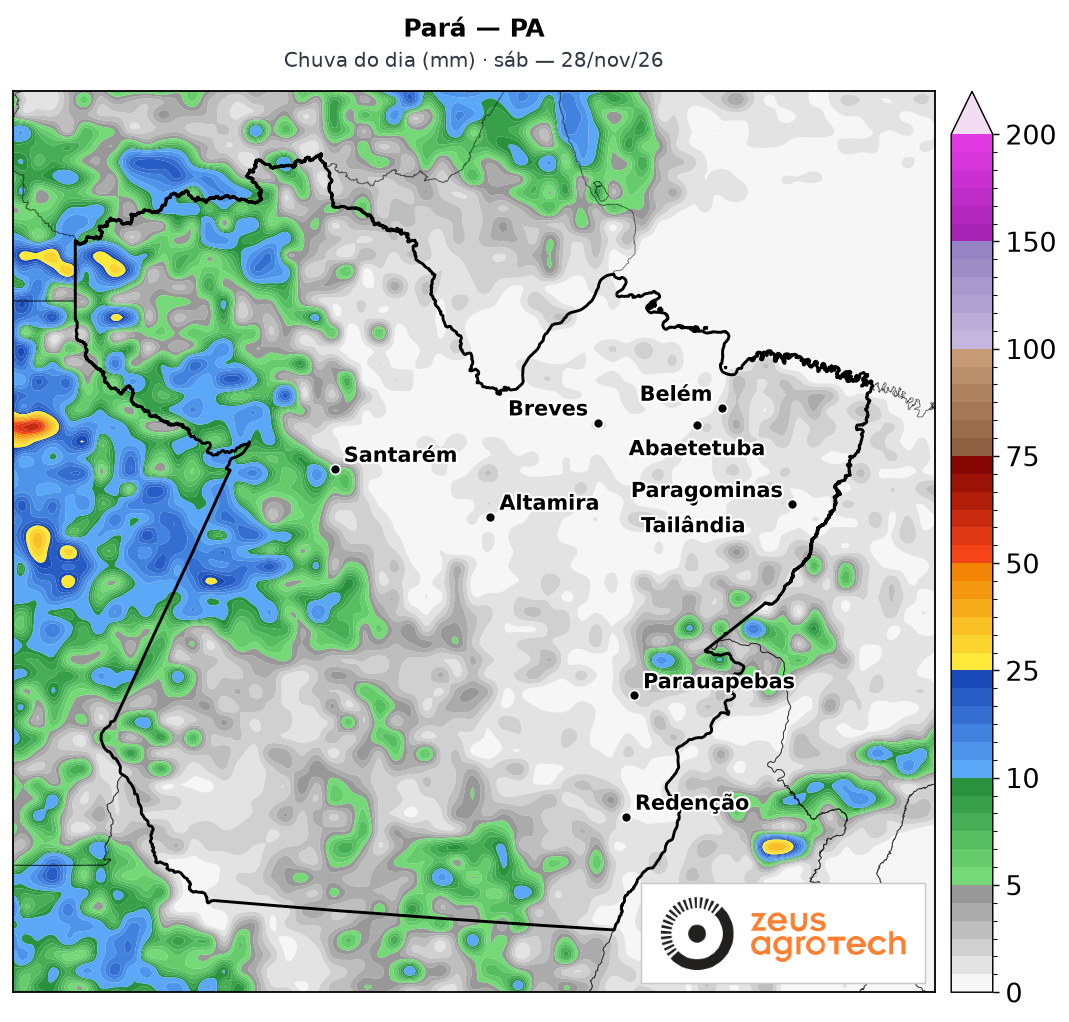 Pará — PA
Chuva do dia (mm) · sáb — 28/nov/26
200
150
100
75
50
25
10
5
0
Belém
Breves
Abaetetuba
Santarém
Paragominas
Altamira
Tailândia
Parauapebas
Redenção
zeus
agrotech